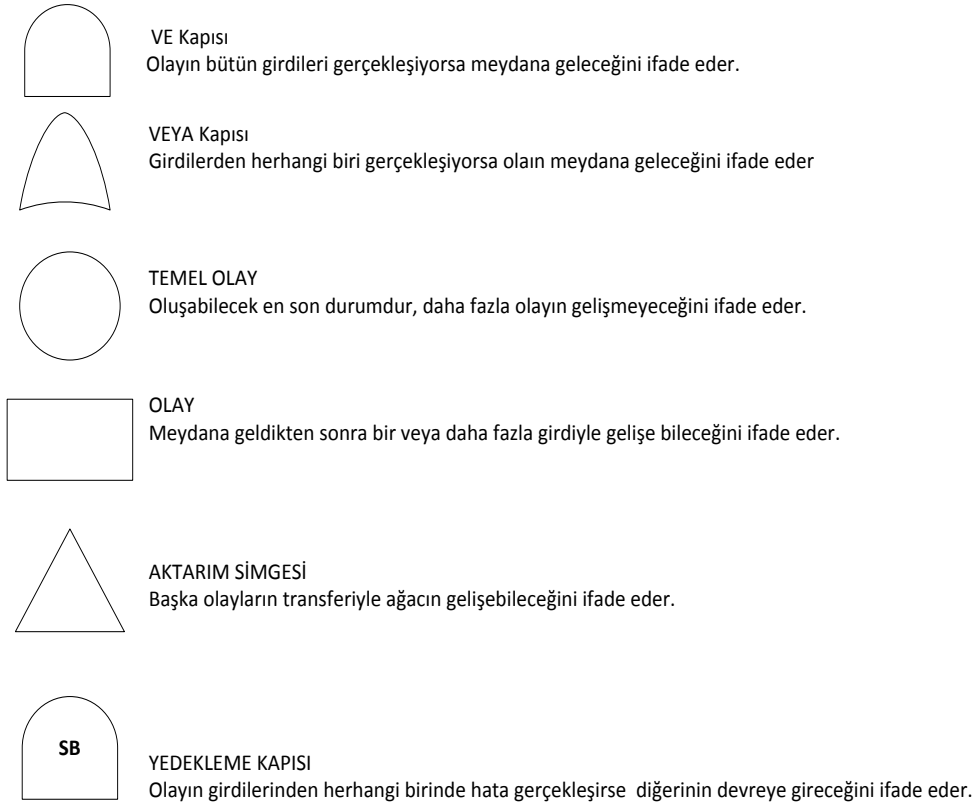 VE Kapısı
Olayın bütün girdileri gerçekleşiyorsa meydana geleceğini ifade eder.
VEYA Kapısı
Girdilerden herhangi biri gerçekleşiyorsa olaın meydana geleceğini ifade eder
TEMEL OLAY
Oluşabilecek en son durumdur, daha fazla olayın gelişmeyeceğini ifade eder.
OLAY
Meydana geldikten sonra bir veya daha fazla girdiyle gelişe bileceğini ifade eder.
AKTARIM SİMGESİ
Başka olayların transferiyle ağacın gelişebileceğini ifade eder.
SB
YEDEKLEME KAPISI
Olayın girdilerinden herhangi birinde hata gerçekleşirse diğerinin devreye gireceğini ifade eder.